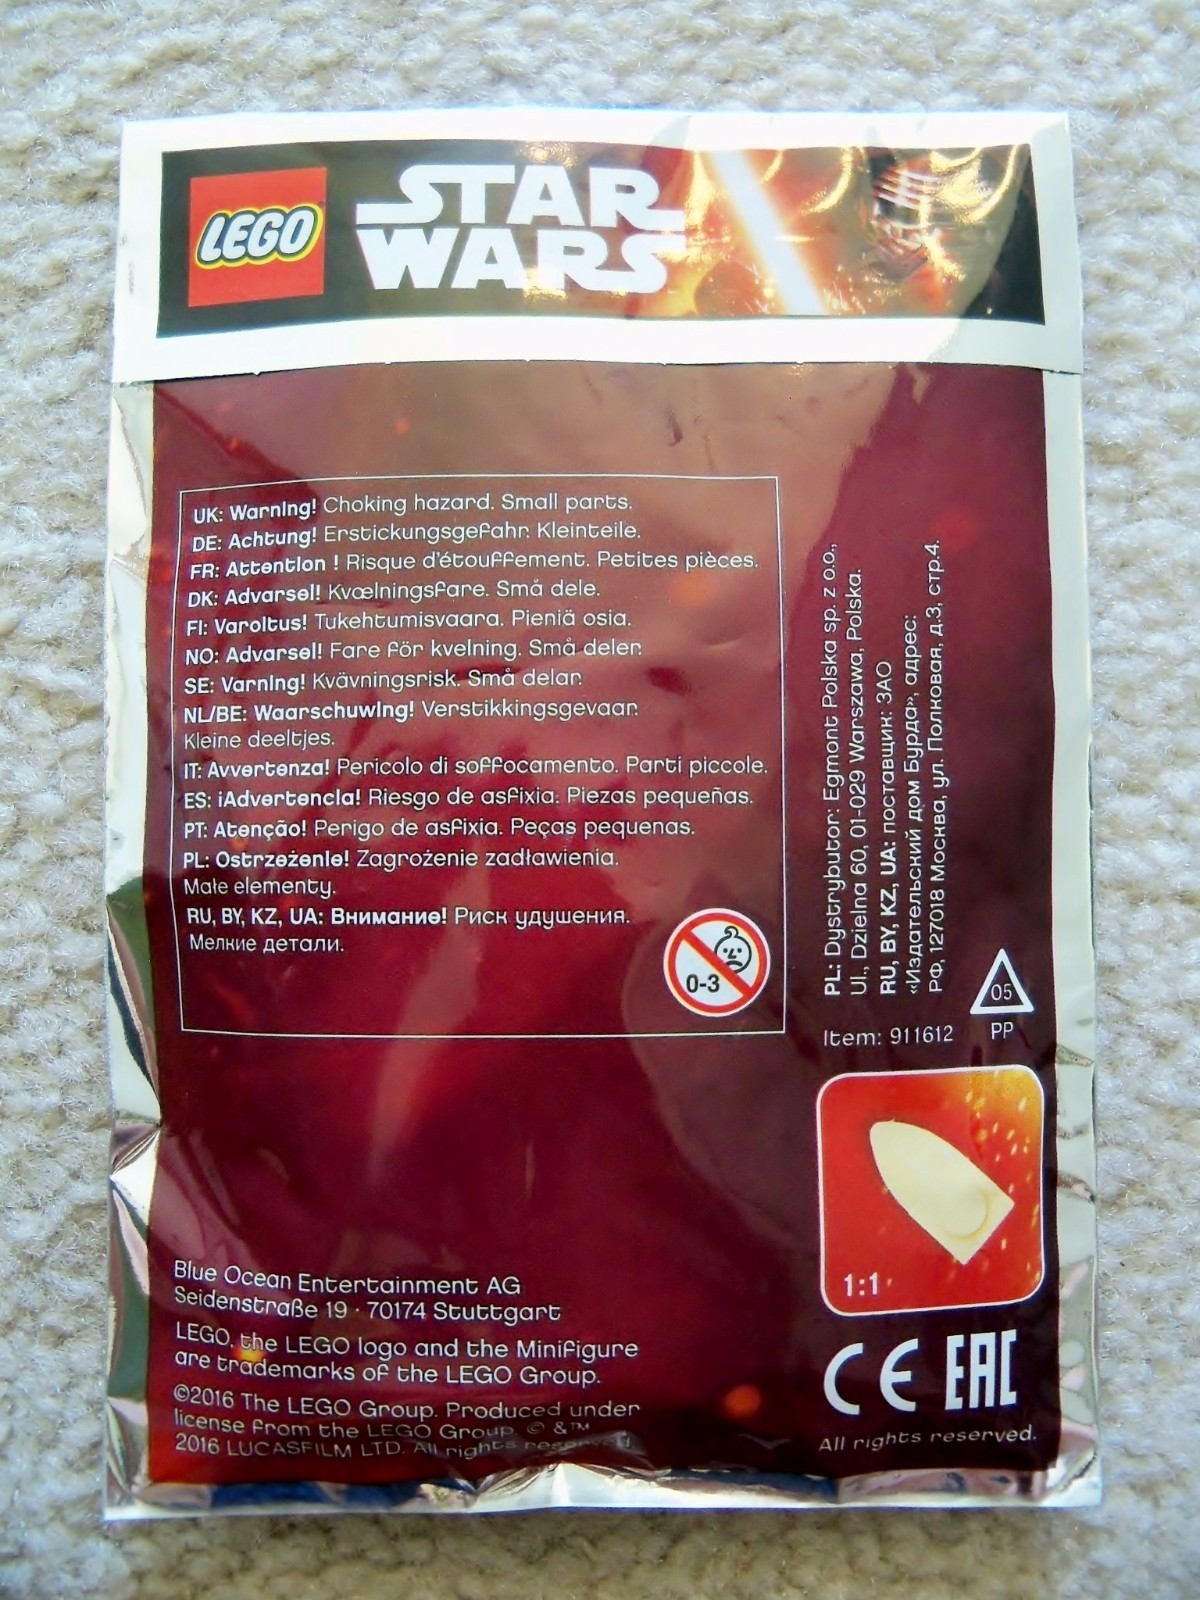 LEGO
STAR
WARS
UK: Warning! Choking hazard. Small parts.
DE: Achtung! Erstickungsgefahr. Kleinteile.
FR: Attention ! Risque d'étouffement. Petites pièces.
DK: Advarsel! Kvælningsfare. Små dele.
FI: Varoitus! Tukehtumisvaara. Pieniä osia.
NO: Advarsel! Fare för kvelning. Små deler.
SE: Varning! Kvävningsrisk. Små delar.
NL/BE: Waarschuwing! Verstikkingsgevaar.
Kleine deeltjes.
IT: Avvertenza! Pericolo di soffocamento. Parti piccole.
ES: ¡Advertencia! Riesgo de asfixia. Piezas pequeñas.
PT: Atenção! Perigo de asfixia. Peças pequenas.
PL: Ostrzeżenie! Zagrożenie zadławienia.
Małe elementy.
RU, BY, KZ, UA: Внимание! Риск удушения.
Мелкие детали.
0-3
PL: Dystrybutor: Egmont Polska sp. z o.o.,
Ul., Dzielna 60, 01-029 Warszawa, Polska.
RU, BY, KZ, UA: поставщик: ЗАО
«Издательский дом Бурда», адрес:
РФ, 127018 Москва, ул. Полковая, д.3, стр.4.
05
PP
Item: 911612
1:1
CE EAC
All rights reserved.
Blue Ocean Entertainment AG
Seidenstraße 19 · 70174 Stuttgart
LEGO, the LEGO logo and the Minifigure
are trademarks of the LEGO Group.
©2016 The LEGO Group. Produced under
license from the LEGO Group. © &™
2016 LUCASFILM LTD. All rights reserved.